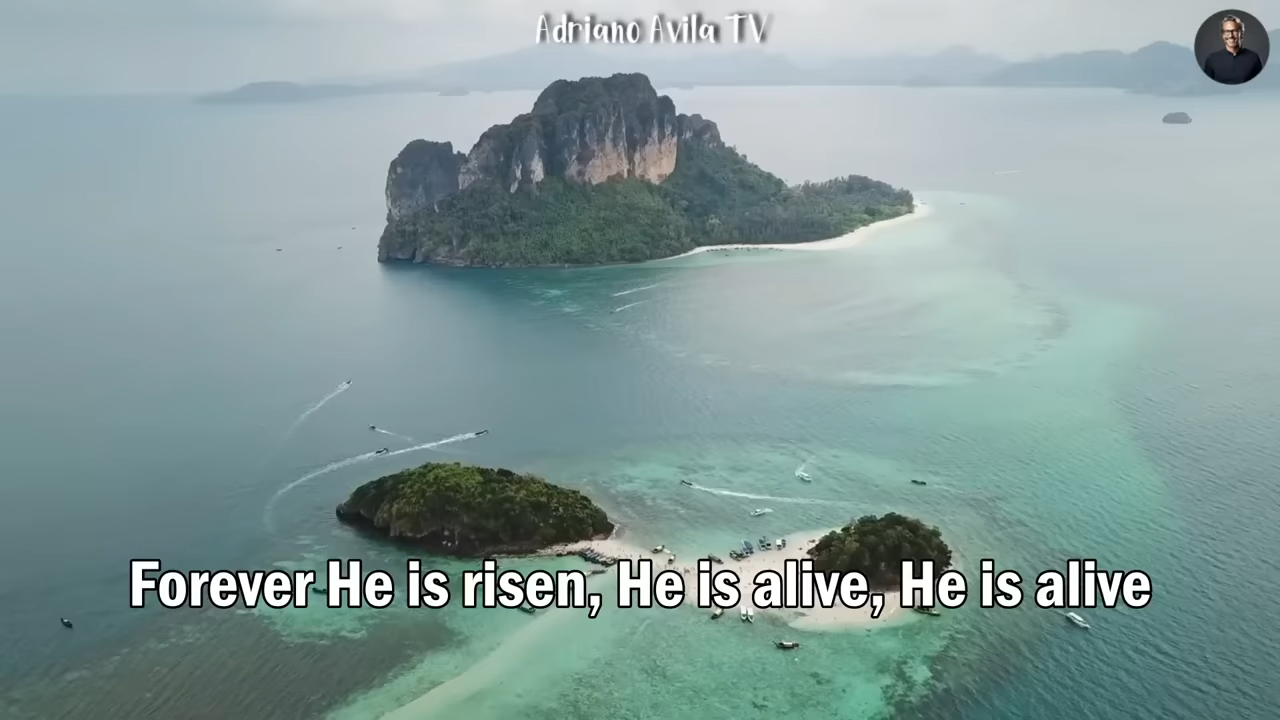 Adriano Avila TV
Forever He is risen, He is alive, He is alive